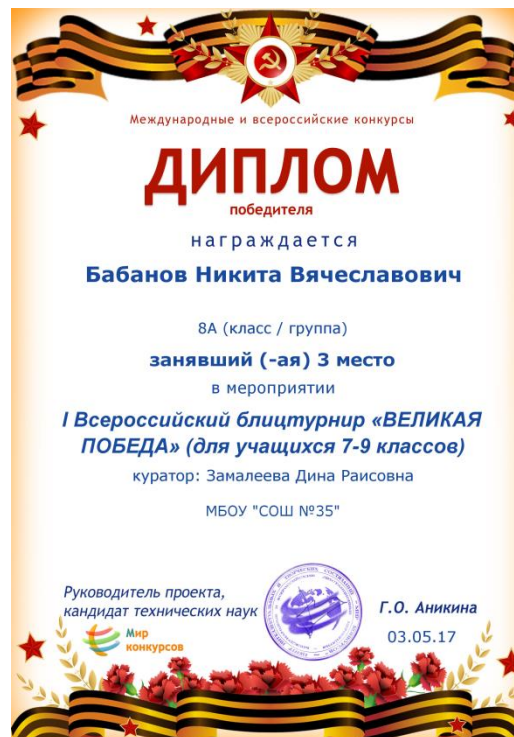 Международные и всероссийские конкурсы
ДИПЛОМ
победителя
награждается
Бабанов Никита Вячеславович
8А (класс / группа)
занявший (-ая) 3 место
в мероприятии
I Всероссийский блицтурнир «ВЕЛИКАЯ
ПОБЕДА» (для учащихся 7-9 классов)
куратор: Замалеева Дина Раисовна
МБОУ "СОШ №35"
Руководитель проекта,
кандидат технических наук
Г.О. Аникина
Мир
конкурсов
03.05.17